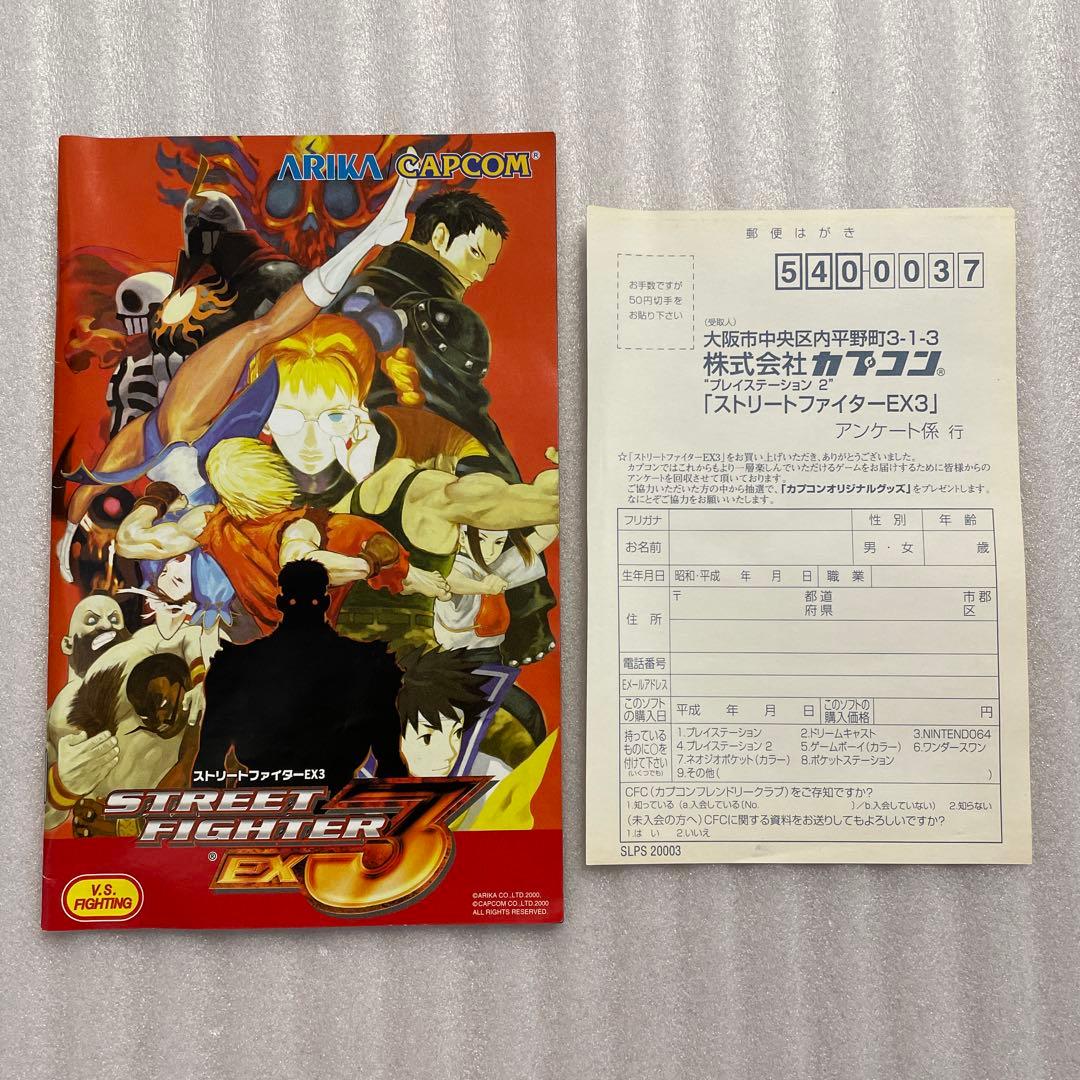 ARIKA/CAPCOM®
ストリートファイターEX3
STREET
FIGHTER
EX3
®
V.S.
FIGHTING
©ARIKA CO.,LTD.2000.
©CAPCOM CO.,LTD.2000
ALL RIGHTS RESERVED.
郵便はがき
540-0037
お手数ですが
50円切手を
お貼り下さい
(受取人)
大阪市中央区内平野町3-1-3
株式会社カプコン®
“プレイステーション 2”
「ストリートファイターEX3」
アンケート係 行
☆「ストリートファイターEX3」をお買い上げいただき、ありがとうございました。
カプコンではこれからもより一層楽しんでいただけるゲームをお届けするために皆様からの
アンケートを回収させて頂いております。
ご協力いただいた方の中から抽選で、「カプコンオリジナルグッズ」をプレゼントします。
なにとぞご協力をお願いいたします。
フリガナ 性別 年齢
お名前 男・女 歳
生年月日 昭和・平成 年 月 日 職業
住所 〒 都道府県 市郡区
電話番号
Eメールアドレス
このソフトの購入日 平成 年 月 日 このソフトの購入価格 円
持っているものに○を付けて下さい(いくつでも)
1.プレイステーション 2.ドリームキャスト 3.NINTENDO64
4.プレイステーション2 5.ゲームボーイ(カラー) 6.ワンダースワン
7.ネオジオポケット(カラー) 8.ポケットステーション
9.その他( )
CFC(カプコンフレンドリークラブ)をご存知ですか?
1.知っている(a.入会している(No. )/b.入会していない) 2.知らない
(未入会の方へ)CFCに関する資料をお送りしてもよろしいですか?
1.はい 2.いいえ
SLPS 20003